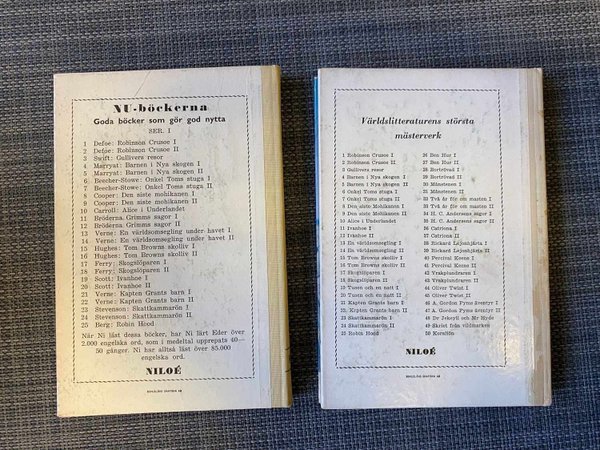 NU-böckerna
Goda böcker som gör god nytta
SER. I
1 Defoe: Robinson Crusoe I
2 Defoe: Robinson Crusoe II
3 Swift: Gullivers resor
4 Marryat: Barnen i Nya skogen I
5 Marryat: Barnen i Nya skogen II
6 Beecher-Stowe: Onkel Toms stuga I
7 Beecher-Stowe: Onkel Toms stuga II
8 Cooper: Den siste mohikanen I
9 Cooper: Den siste mohikanen II
10 Carroll: Alice i Underlandet
11 Bröderna Grimms sagor I
12 Bröderna Grimms sagor II
13 Verne: En världsomsegling under havet I
14 Verne: En världsomsegling under havet II
15 Hughes: Tom Browns skolliv I
16 Hughes: Tom Browns skolliv II
17 Ferry: Skogslöparen I
18 Ferry: Skogslöparen II
19 Scott: Ivanhoe I
20 Scott: Ivanhoe II
21 Verne: Kapten Grants barn I
22 Verne: Kapten Grants barn II
23 Stevenson: Skattkammarön I
24 Stevenson: Skattkammarön II
25 Berg: Robin Hood
När Ni läst dessa böcker, har Ni lärt Eder över
2.000 engelska ord, som i medeltal upprepats 40—
50 gånger. Ni har alltså läst över 85.000
engelska ord.
NILOÉ
Världslitteraturens största
mästerverk
1 Robinson Crusoe I
2 Robinson Crusoe II
3 Gullivers resor
4 Barnen i Nya skogen I
5 Barnen i Nya skogen II
6 Onkel Toms stuga I
7 Onkel Toms stuga II
8 Den siste Mohikanen I
9 Den siste Mohikanen II
10 Alice i Underlandet
11 Ivanhoe I
12 Ivanhoe II
13 En världsomsegling I
14 En världsomsegling II
15 Tom Browns skolliv I
16 Tom Browns skolliv II
17 Skogslöparen I
18 Skogslöparen II
19 Tusen och en natt I
20 Tusen och en natt II
21 Kapten Grants barn I
22 Kapten Grants barn II
23 Skattkammarön I
24 Skattkammarön II
25 Robin Hood
26 Ben Hur I
27 Ben Hur II
28 Bortrövad I
29 Bortrövad II
30 Månstenen I
31 Månstenen II
32 Två år för om masten I
33 Två år för om masten II
34 H. C. Andersens sagor I
35 H. C. Andersens sagor II
36 Catriona I
37 Catriona II
38 Rickard Lejonhjärta I
39 Rickard Lejonhjärta II
40 Percival Keene I
41 Percival Keene II
42 Vrakplundraren I
43 Vrakplundraren II
44 Oliver Twist I
45 Oliver Twist II
46 A. Gordon Pyms äventyr I
47 A. Gordon Pyms äventyr II
48 Dr Jekyll och Mr Hyde
49 Skriet från vildmarken
50 Korallön
NILOÉ